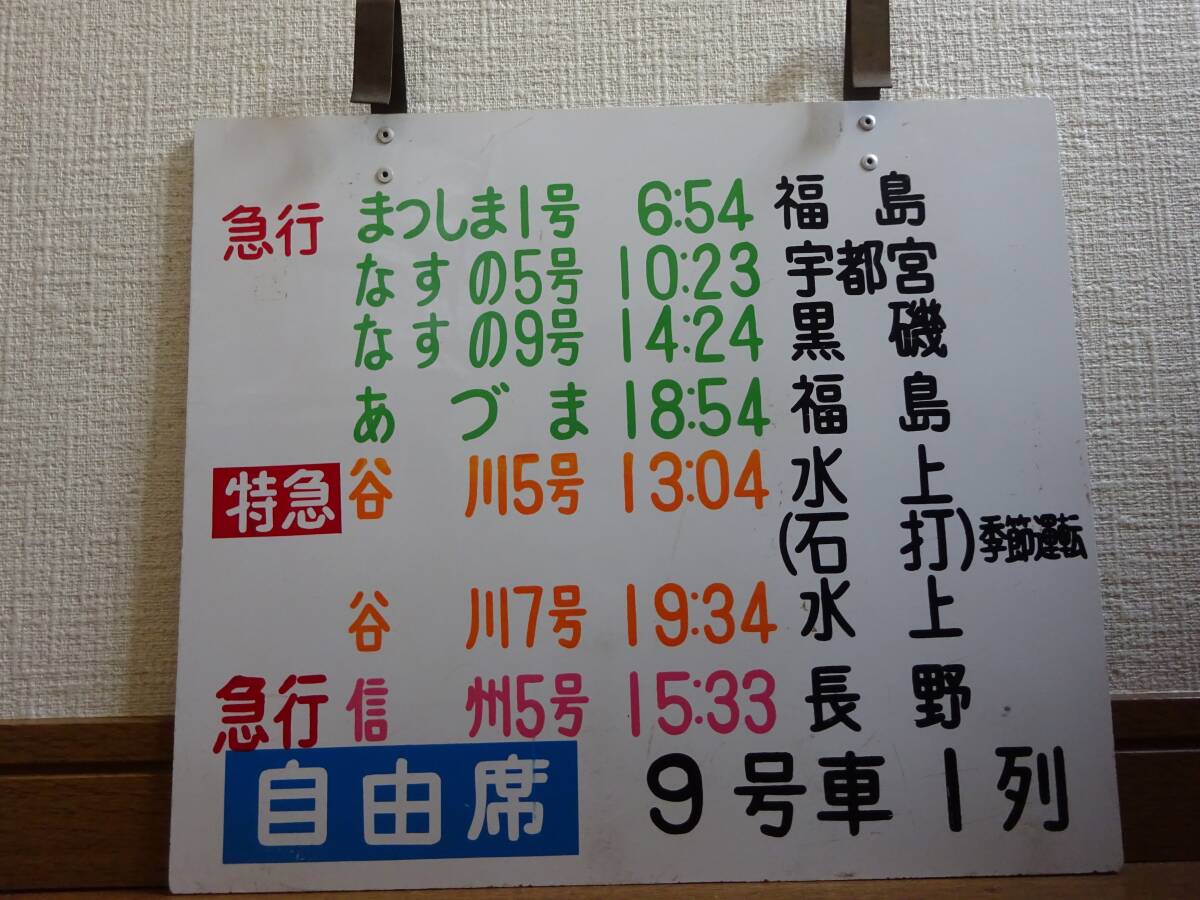 急行 まつしま1号 6:54 福島
なすの5号 10:23 宇都宮
なすの9号 14:24 黒磯
あづま 18:54 福島
特急 谷川5号 13:04 水上
(石打)季節運転
谷川7号 19:34 水上
急行 信州5号 15:33 長野
自由席 9号車1列